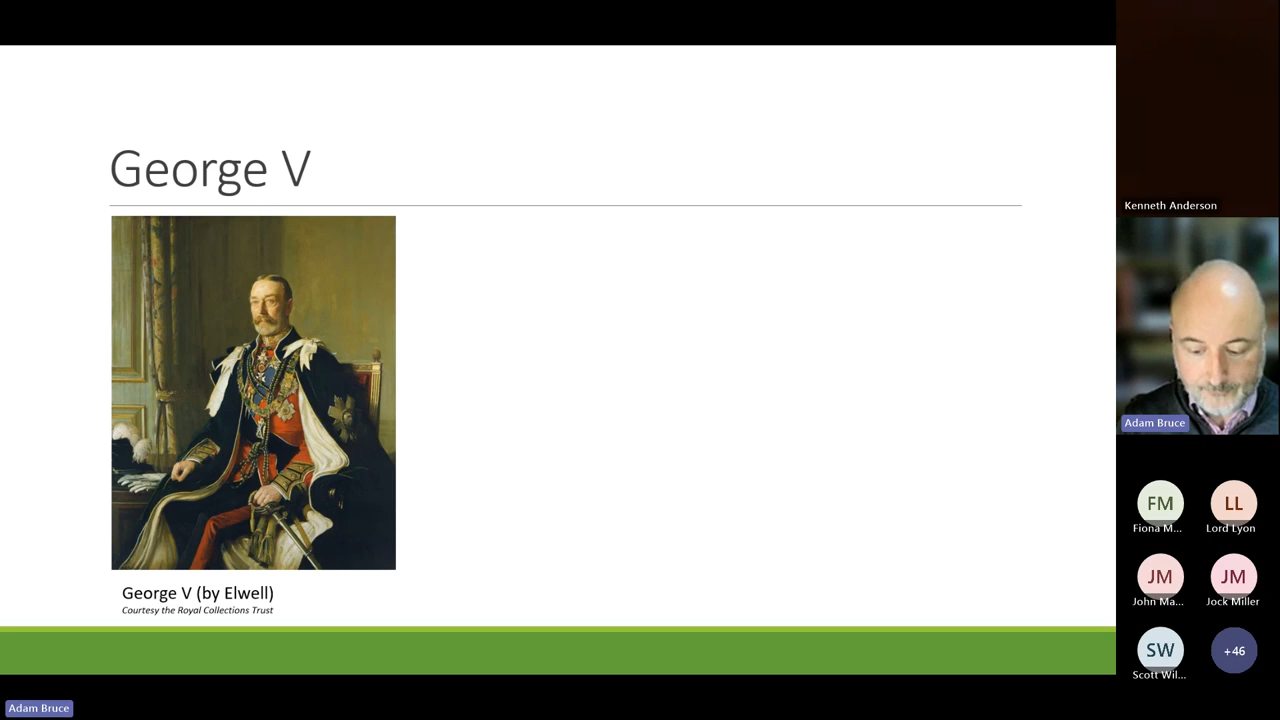 George V
George V (by Elwell)
Courtesy the Royal Collections Trust
Kenneth Anderson
Adam Bruce
FM
LL
Fiona M...
Lord Lyon
JM
JM
John Ma...
Jock Miller
SW
+46
Scott Wil...
Adam Bruce